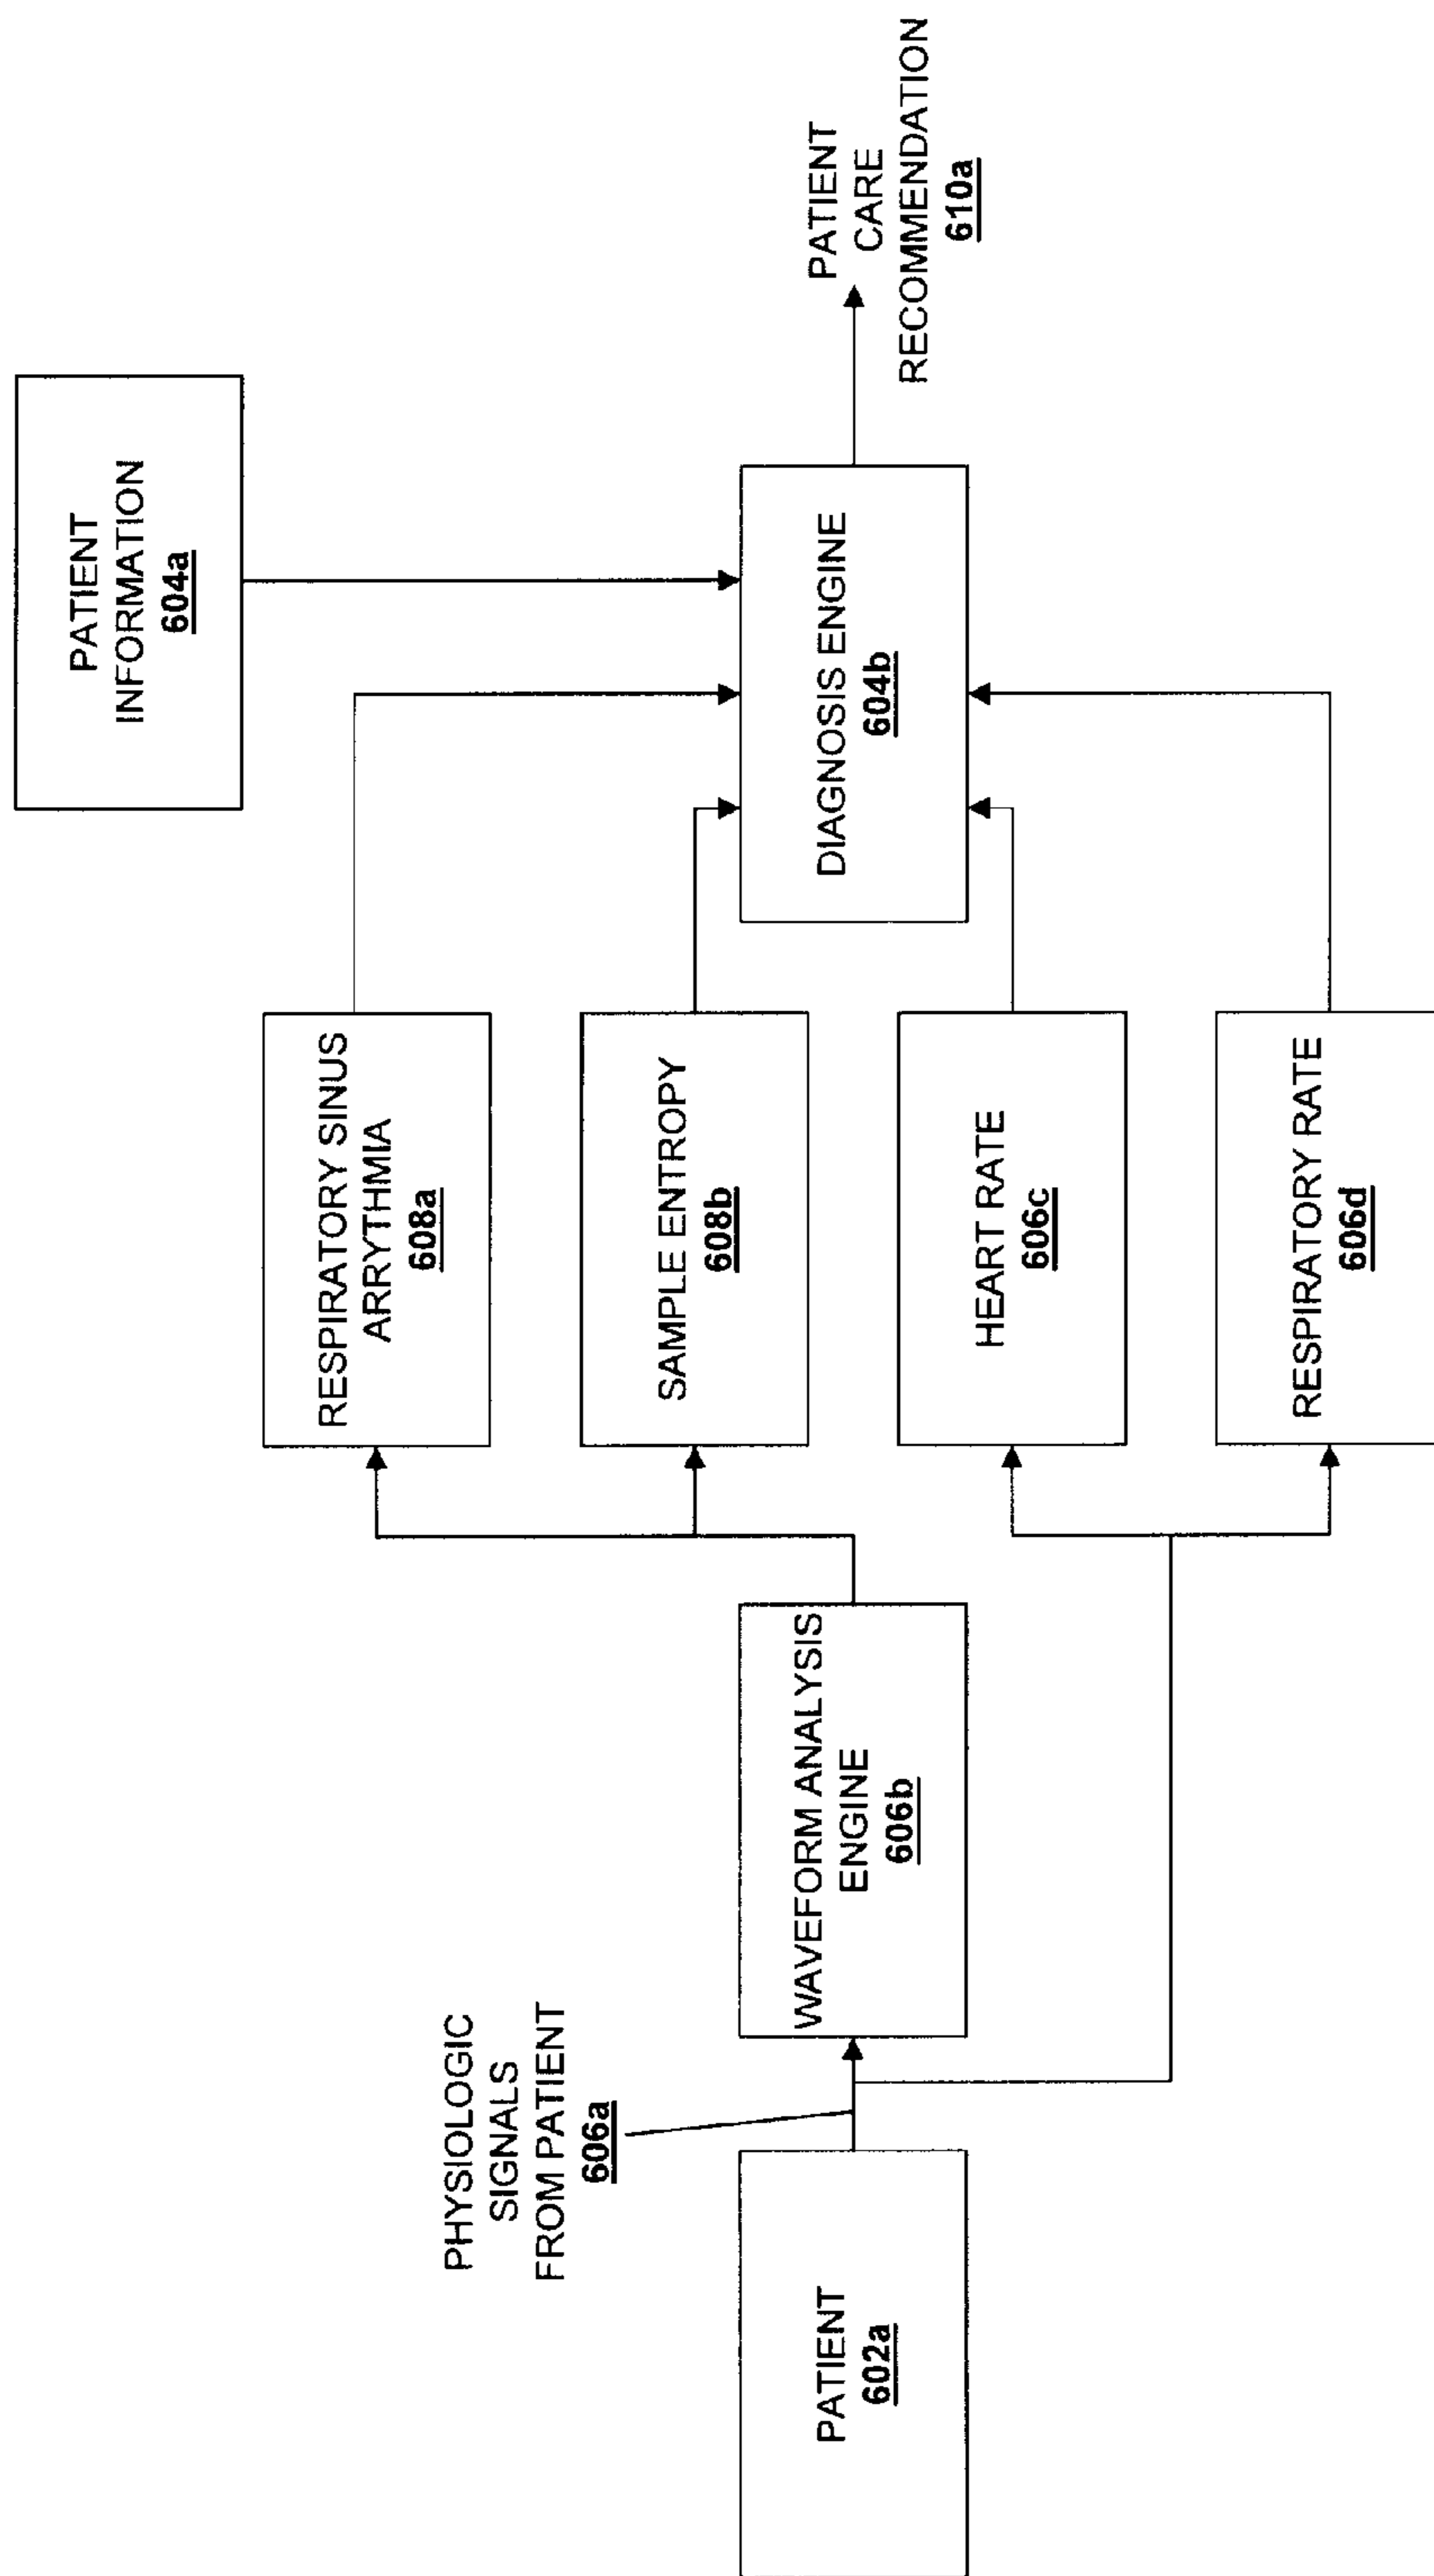 PATIENT
602a
PHYSIOLOGIC
SIGNALS
FROM PATIENT
606a
WAVEFORM ANALYSIS
ENGINE
606b
RESPIRATORY SINUS
ARRYTHMIA
608a
SAMPLE ENTROPY
608b
HEART RATE
606c
RESPIRATORY RATE
606d
PATIENT
INFORMATION
604a
DIAGNOSIS ENGINE
604b
PATIENT
CARE
RECOMMENDATION
610a